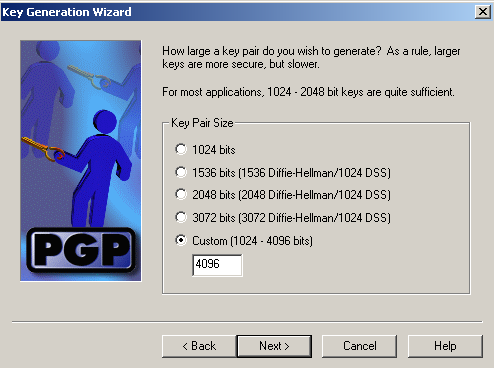 Key Generation Wizard
How large a key pair do you wish to generate? As a rule, larger
keys are more secure, but slower.
For most applications, 1024 - 2048 bit keys are quite sufficient.
Key Pair Size
1024 bits
1536 bits (1536 Diffie-Hellman/1024 DSS)
2048 bits (2048 Diffie-Hellman/1024 DSS)
3072 bits (3072 Diffie-Hellman/1024 DSS)
Custom (1024 - 4096 bits)
4096
PGP
< Back Next > Cancel Help